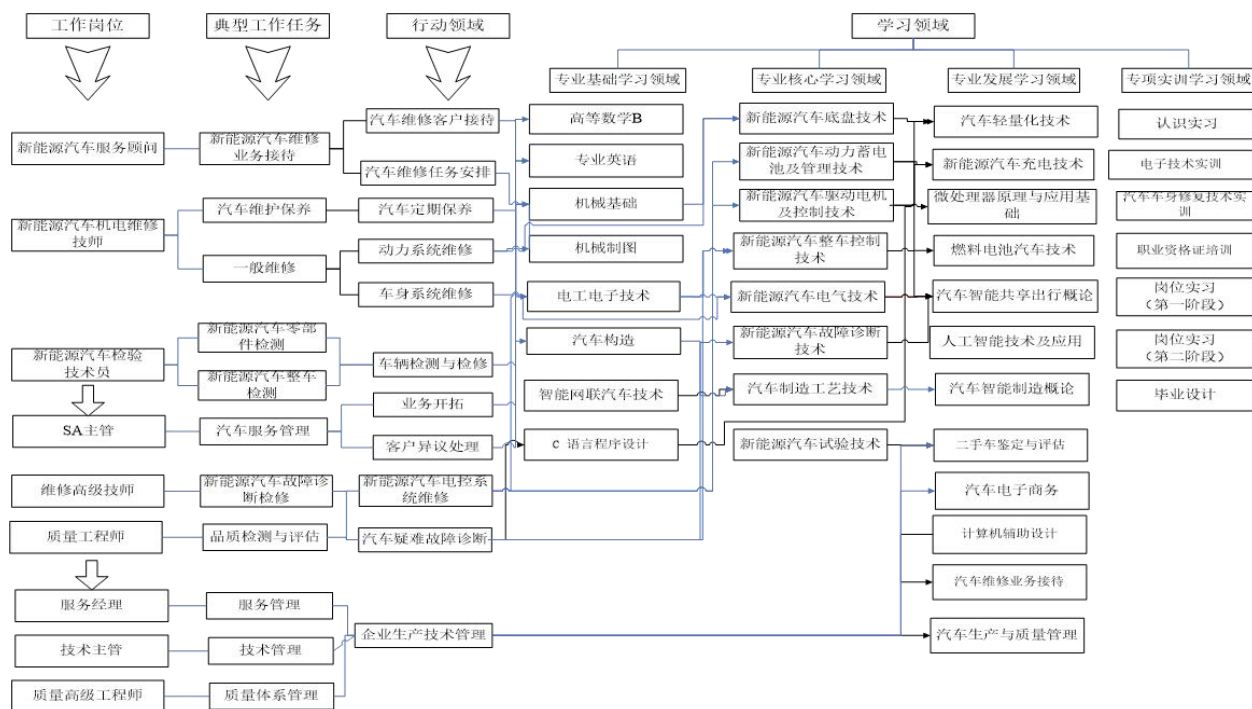 工作岗位
典型工作任务
行动领域
学习领域
专业基础学习领域
专业核心学习领域
专业发展学习领域
专项实训学习领域
新能源汽车服务顾问
新能源汽车机电维修
技师
新能源汽车检验
技术员
SA主管
维修高级技师
质量工程师
服务经理
技术主管
质量高级工程师
新能源汽车维修
业务接待
汽车维护保养
一般维修
新能源汽车零部
件检测
新能源汽车整车
检测
汽车服务管理
新能源汽车故障诊
断检修
品质检测与评估
服务管理
技术管理
质量体系管理
汽车维修客户接待
汽车维修任务安排
汽车定期保养
动力系统维修
车身系统维修
车辆检测与检修
业务开拓
客户异议处理
新能源汽车电控系
统维修
汽车疑难故障诊断
企业生产技术管理
高等数学B
专业英语
机械基础
机械制图
电工电子技术
汽车构造
智能网联汽车技术
C 语言程序设计
新能源汽车底盘技术
新能源汽车动力蓄电
池及管理技术
新能源汽车驱动电机
及控制技术
新能源汽车整车控制
技术
新能源汽车电气技术
新能源汽车故障诊断
技术
汽车制造工艺技术
新能源汽车试验技术
汽车轻量化技术
新能源汽车充电技术
微处理器原理与应用基
础
燃料电池汽车技术
汽车智能共享出行概论
人工智能技术及应用
汽车智能制造概论
二手车鉴定与评估
汽车电子商务
计算机辅助设计
汽车维修业务接待
汽车生产与质量管理
认识实习
电子技术实训
汽车车身修复技术实
训
职业资格证培训
岗位实习
（第一阶段）
岗位实习
（第二阶段）
毕业设计